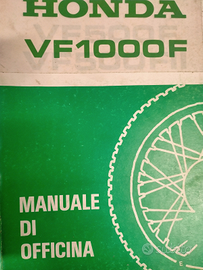 HONDA
VF1000F
MANUALE
DI
OFFICINA